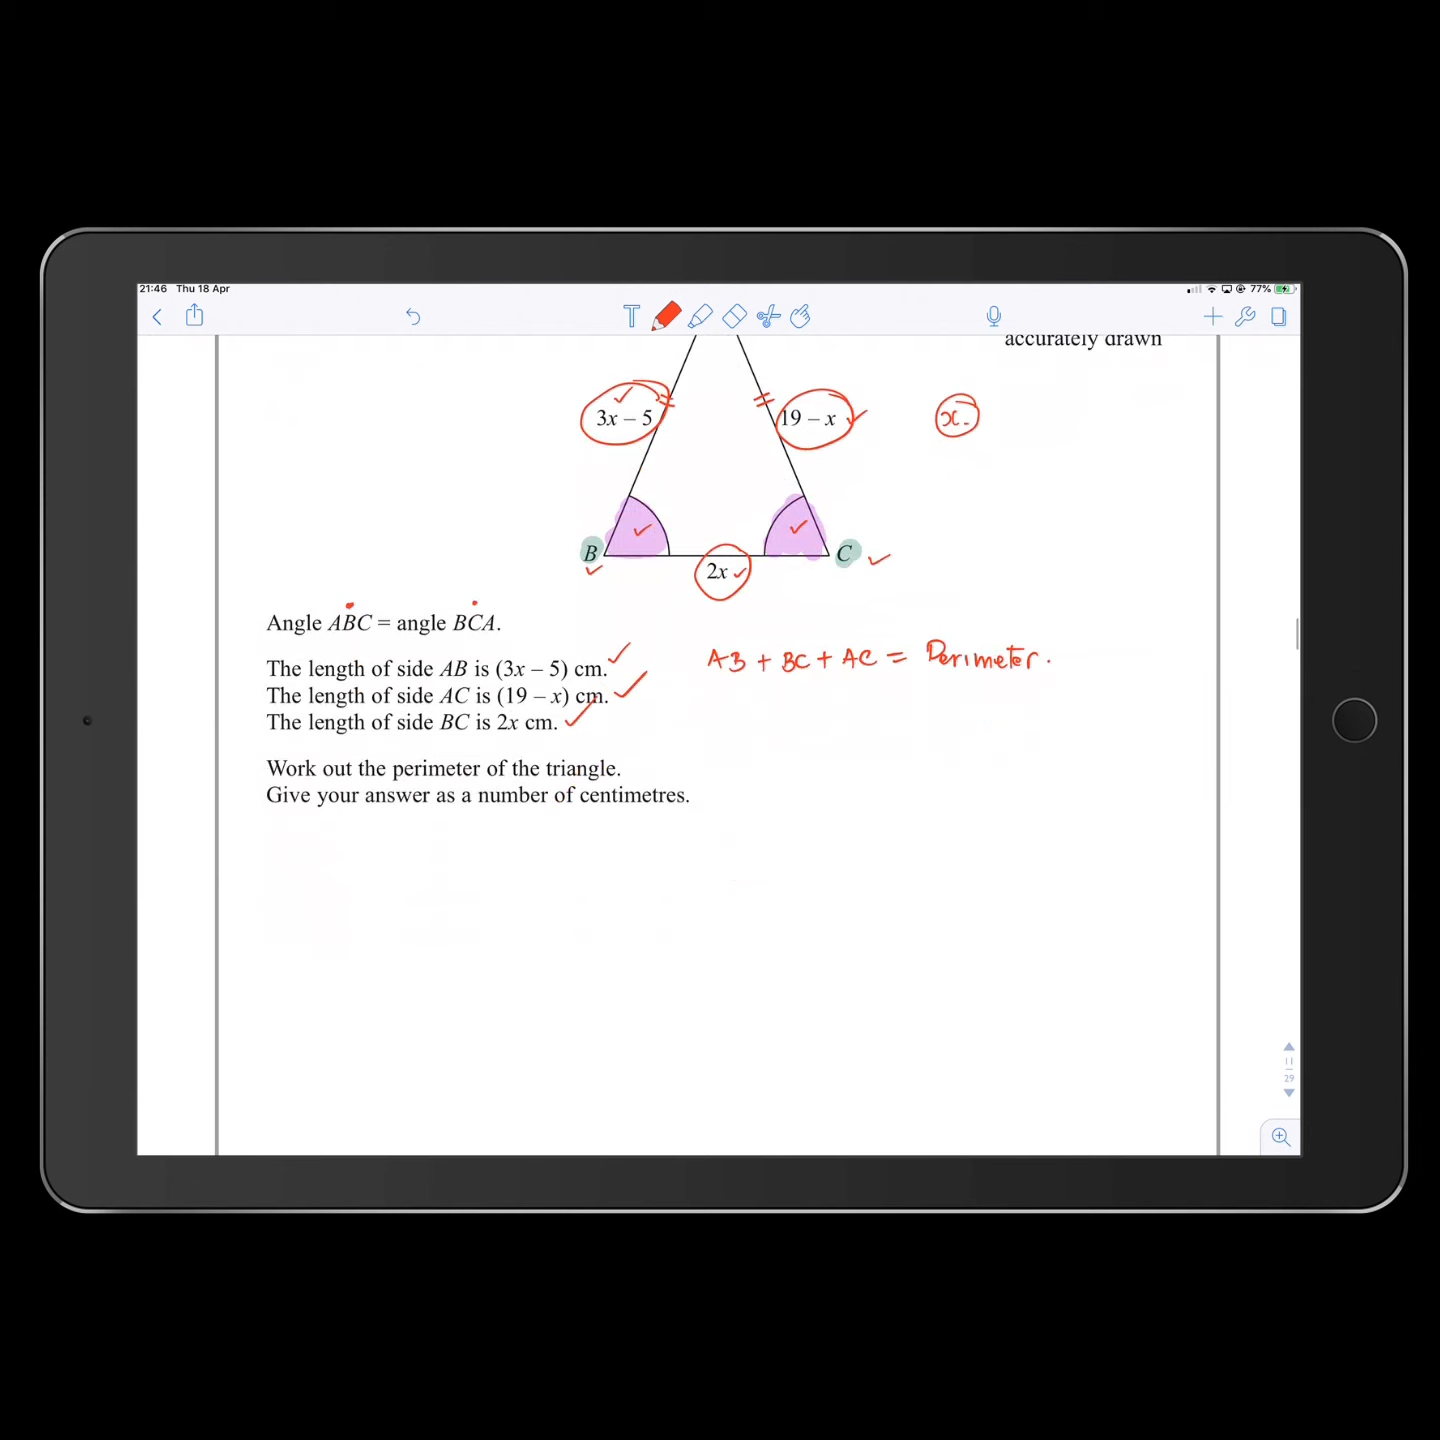 21:46 Thu 18 Apr
77%
T
accurately drawn
3x – 5
19 – x
x.
B
C
2x
Angle ABC = angle BCA.
The length of side AB is (3x – 5) cm.
AB + BC + AC = Perimeter.
The length of side AC is (19 – x) cm.
The length of side BC is 2x cm.
Work out the perimeter of the triangle.
Give your answer as a number of centimetres.
11
29